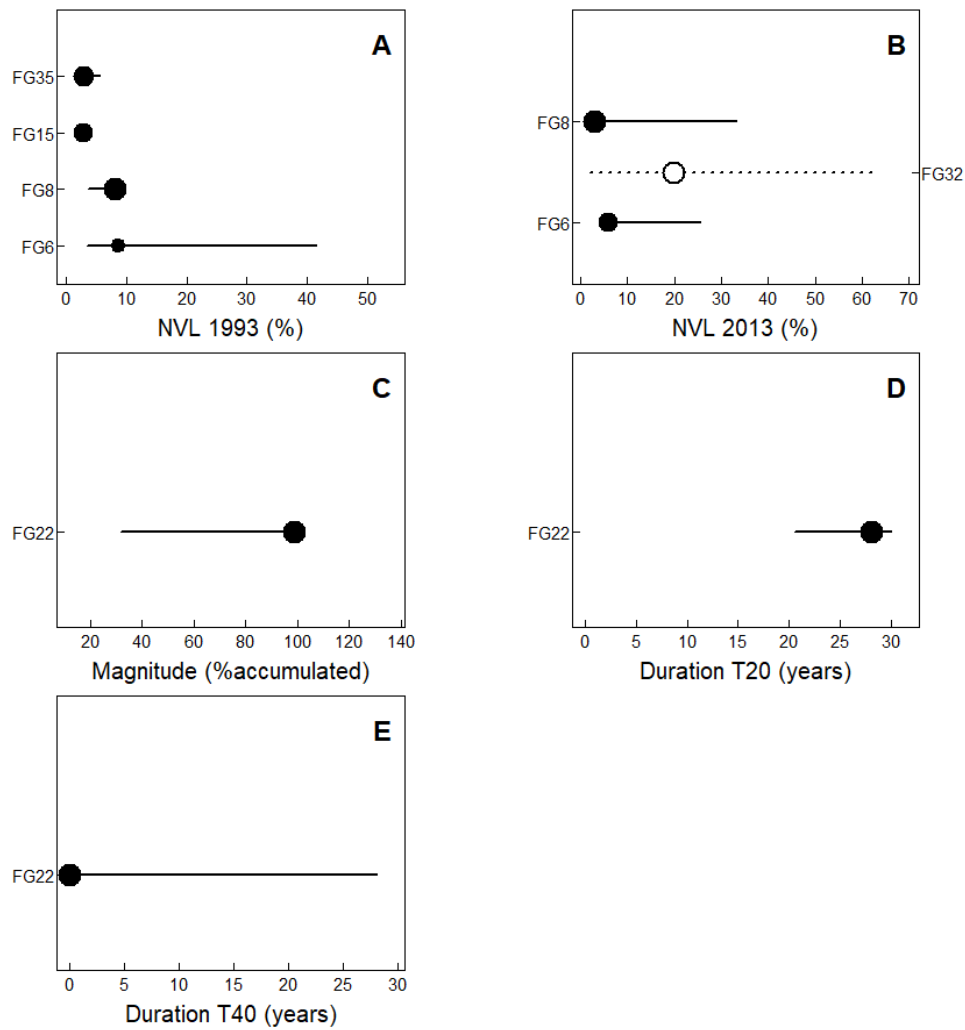 A
FG35
FG15
FG8
FG6
0 10 20 30 40 50
NVL 1993 (%)
B
FG8
FG32
FG6
0 10 20 30 40 50 60 70
NVL 2013 (%)
C
FG22
20 40 60 80 100 120 140
Magnitude (%accumulated)
D
FG22
0 5 10 15 20 25 30
Duration T20 (years)
E
FG22
0 5 10 15 20 25 30
Duration T40 (years)